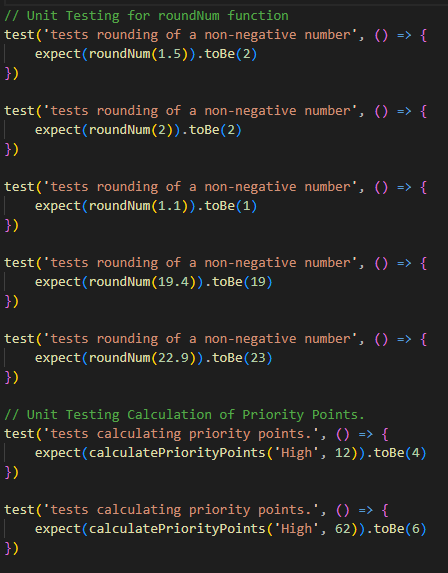 // Unit Testing for roundNum function
test('tests rounding of a non-negative number', () => {
    expect(roundNum(1.5)).toBe(2)
})

test('tests rounding of a non-negative number', () => {
    expect(roundNum(2)).toBe(2)
})

test('tests rounding of a non-negative number', () => {
    expect(roundNum(1.1)).toBe(1)
})

test('tests rounding of a non-negative number', () => {
    expect(roundNum(19.4)).toBe(19)
})

test('tests rounding of a non-negative number', () => {
    expect(roundNum(22.9)).toBe(23)
})

// Unit Testing Calculation of Priority Points.
test('tests calculating priority points.', () => {
    expect(calculatePriorityPoints('High', 12)).toBe(4)
})

test('tests calculating priority points.', () => {
    expect(calculatePriorityPoints('High', 62)).toBe(6)
})